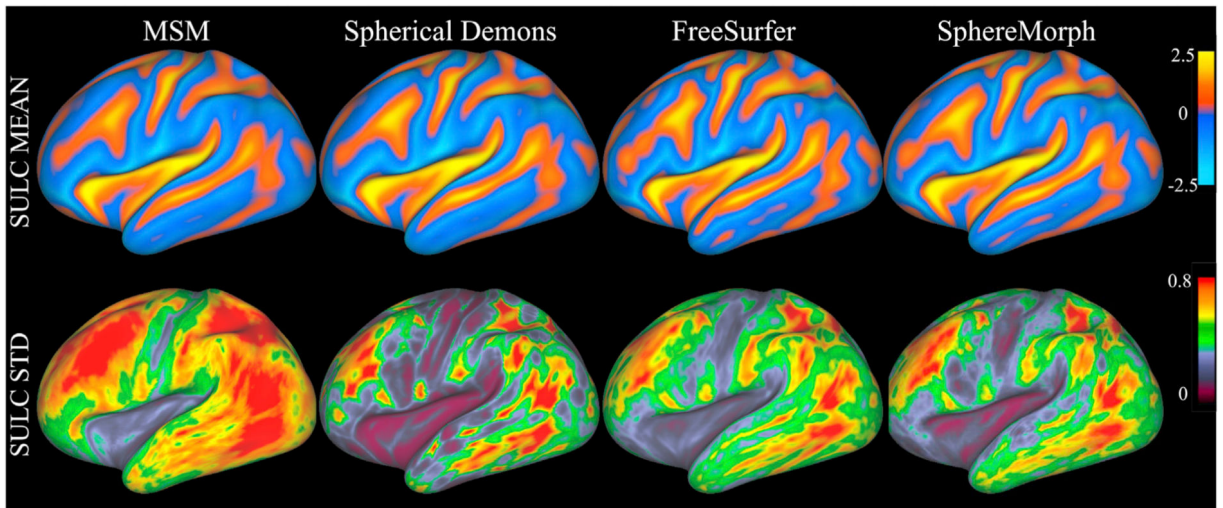 MSM Spherical Demons FreeSurfer SphereMorph
SULC MEAN
2.5
0
-2.5
SULC STD
0.8
0